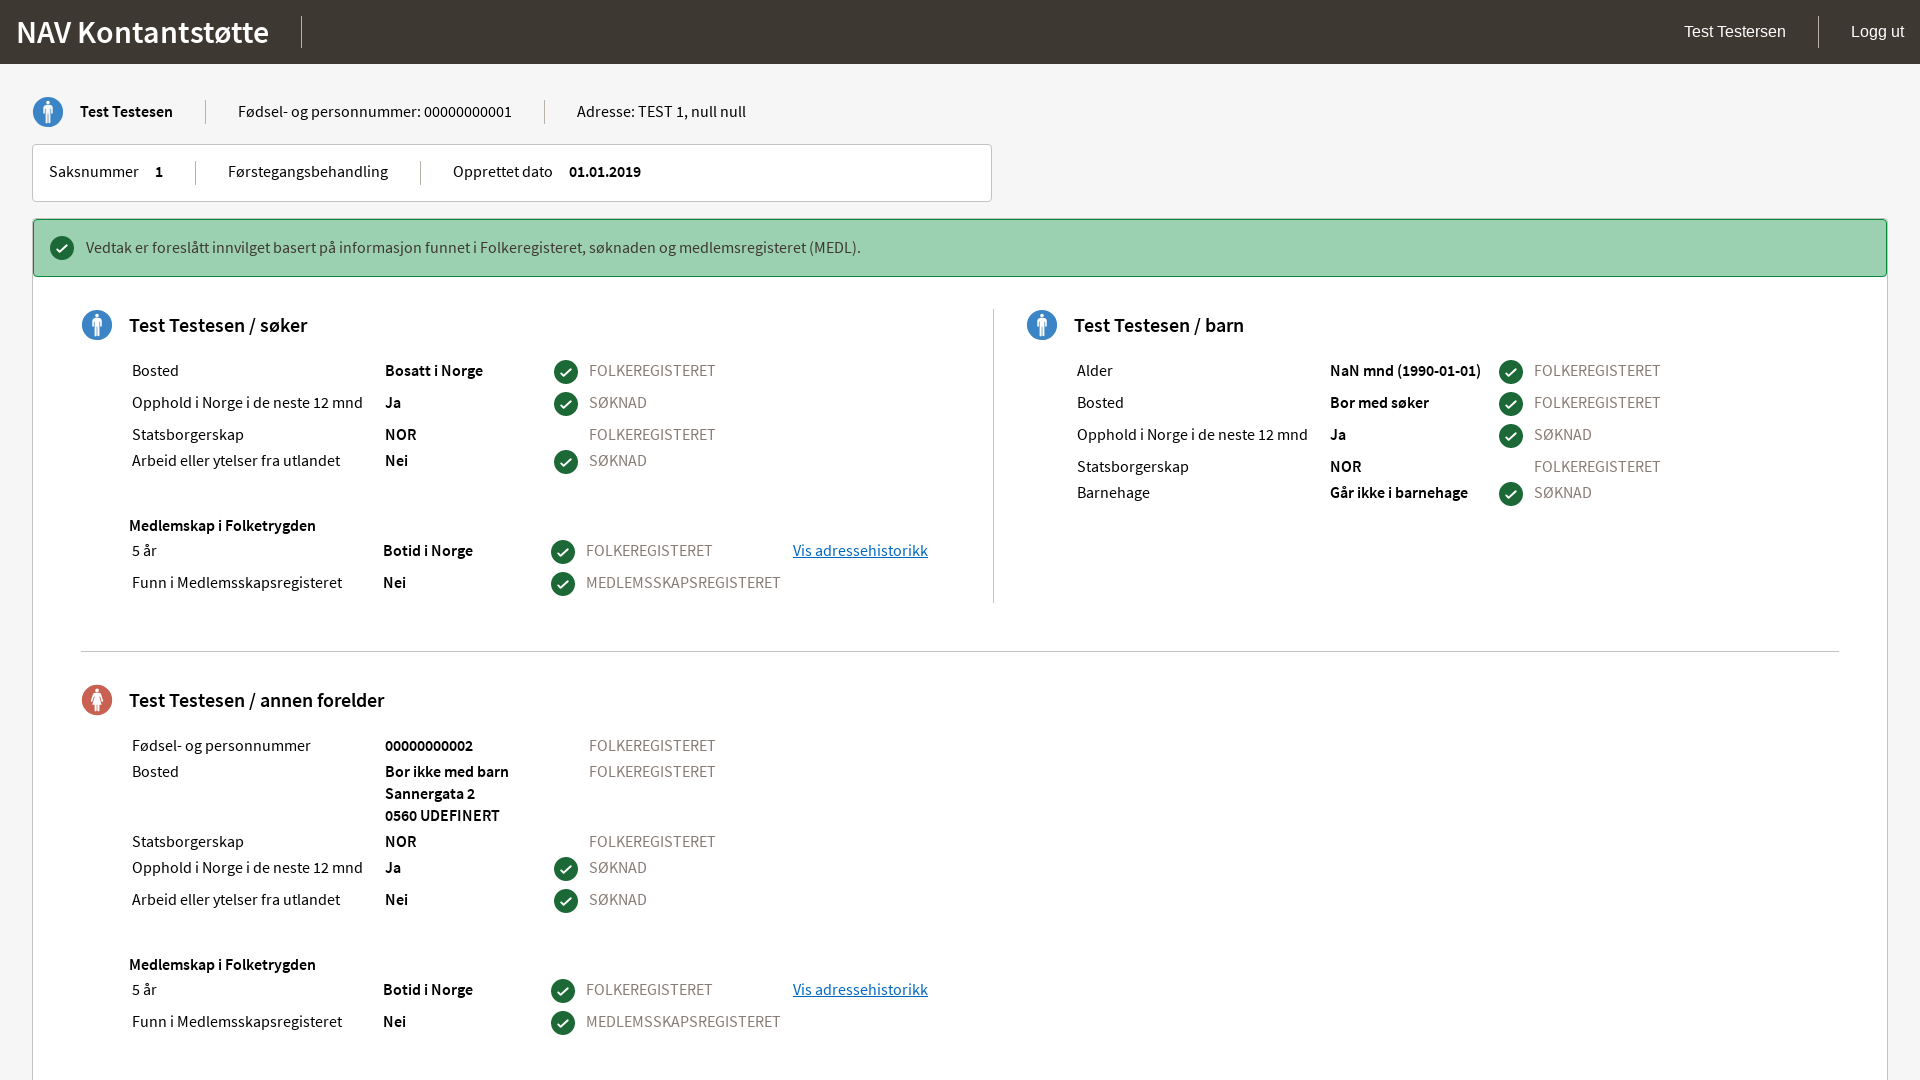 NAV Kontantstøtte
Test Testersen
Logg ut
Test Testesen
Fødsel- og personnummer: 00000000001
Adresse: TEST 1, null null
Saksnummer 1
Førstegangsbehandling
Opprettet dato 01.01.2019
Vedtak er foreslått innvilget basert på informasjon funnet i Folkeregisteret, søknaden og medlemsregisteret (MEDL).
Test Testesen / søker
Bosted Bosatt i Norge FOLKEREGISTERET
Opphold i Norge i de neste 12 mnd Ja SØKNAD
Statsborgerskap NOR FOLKEREGISTERET
Arbeid eller ytelser fra utlandet Nei SØKNAD
Medlemskap i Folketrygden
5 år Botid i Norge FOLKEREGISTERET Vis adressehistorikk
Funn i Medlemsskapsregisteret Nei MEDLEMSSKAPSREGISTERET
Test Testesen / barn
Alder NaN mnd (1990-01-01) FOLKEREGISTERET
Bosted Bor med søker FOLKEREGISTERET
Opphold i Norge i de neste 12 mnd Ja SØKNAD
Statsborgerskap NOR FOLKEREGISTERET
Barnehage Går ikke i barnehage SØKNAD
Test Testesen / annen forelder
Fødsel- og personnummer 00000000002 FOLKEREGISTERET
Bosted Bor ikke med barn FOLKEREGISTERET
Sannergata 2
0560 UDEFINERT
Statsborgerskap NOR FOLKEREGISTERET
Opphold i Norge i de neste 12 mnd Ja SØKNAD
Arbeid eller ytelser fra utlandet Nei SØKNAD
Medlemskap i Folketrygden
5 år Botid i Norge FOLKEREGISTERET Vis adressehistorikk
Funn i Medlemsskapsregisteret Nei MEDLEMSSKAPSREGISTERET